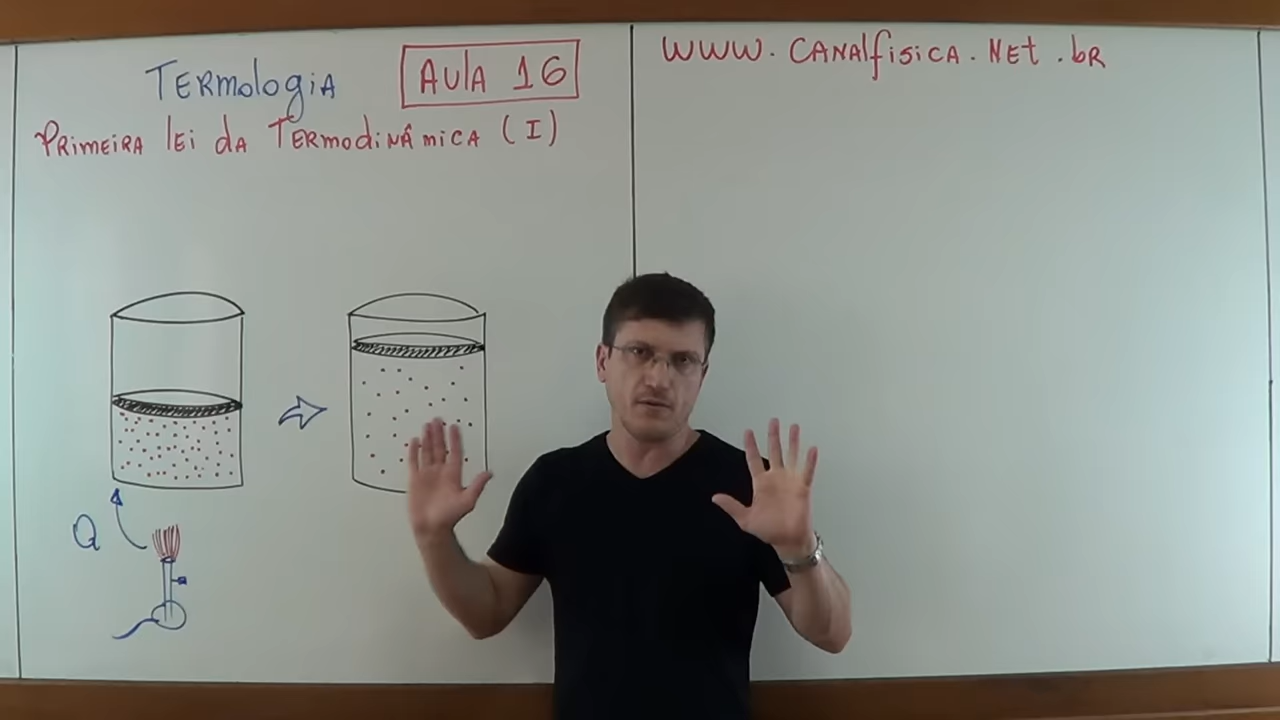 Termologia
Aula 16
Primeira lei da Termodinâmica (I)
www.canalfisica.net.br
Q